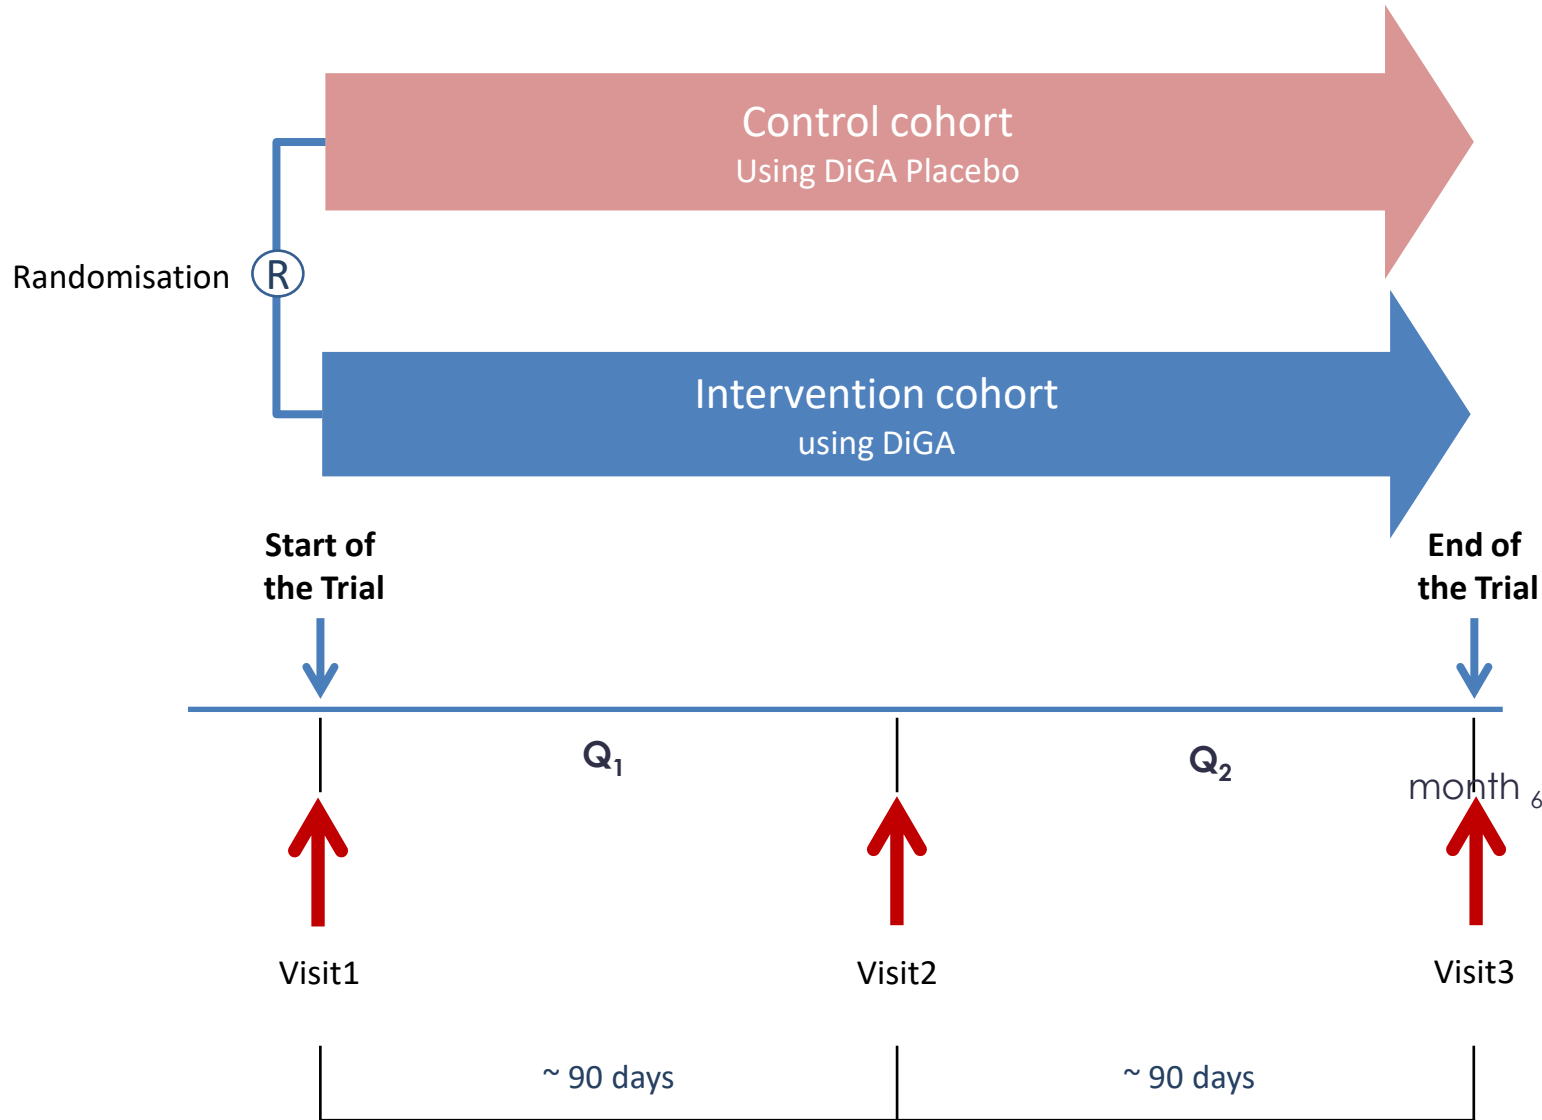 Control cohort
Using DiGA Placebo
Randomisation
R
Intervention cohort
using DiGA
Start of
the Trial
End of
the Trial
Q1
Q2
month 6
Visit1
Visit2
Visit3
~ 90 days
~ 90 days